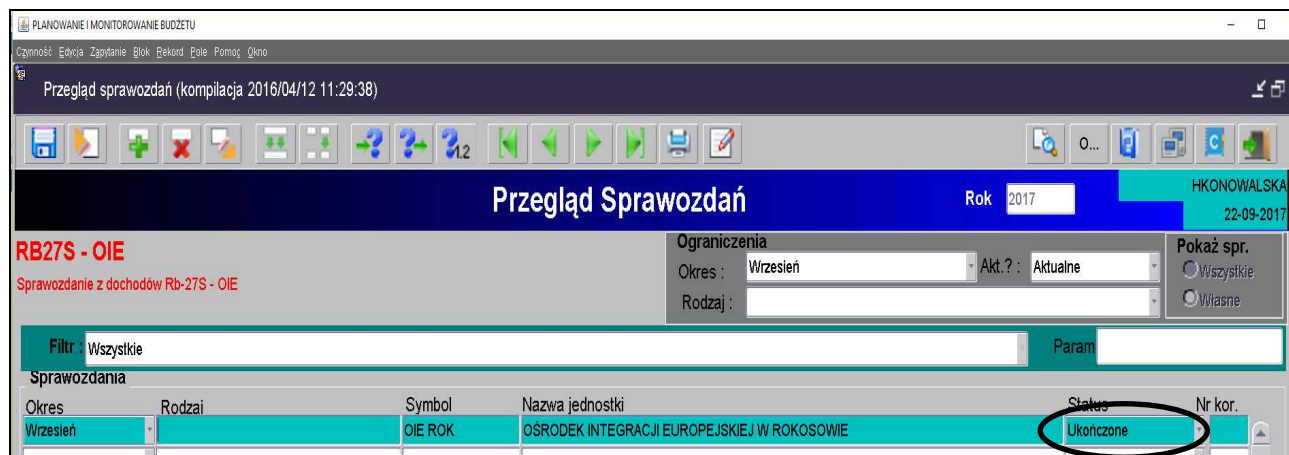 PLANOWANIE I MONITOROWANIE BUDŻETU
Czynność Edycja Zapytanie Blok Rekord Pole Pomoc Okno
Przegląd sprawozdań (kompilacja 2016/04/12 11:29:38)
1.2 O... C
Przegląd Sprawozdań Rok 2017 HKONOWALSKA
22-09-2017
RB27S - OIE
Sprawozdanie z dochodów Rb-27S - OIE
Ograniczenia Pokaż spr.
Okres : Wrzesień Akt.? : Aktualne Wszystkie
Rodzaj : Własne
Filtr : Wszystkie Param
Sprawozdania
Okres Rodzaj Symbol Nazwa jednostki Status Nr kor.
Wrzesień OIE ROK OŚRODEK INTEGRACJI EUROPEJSKIEJ W ROKOSOWIE Ukończone